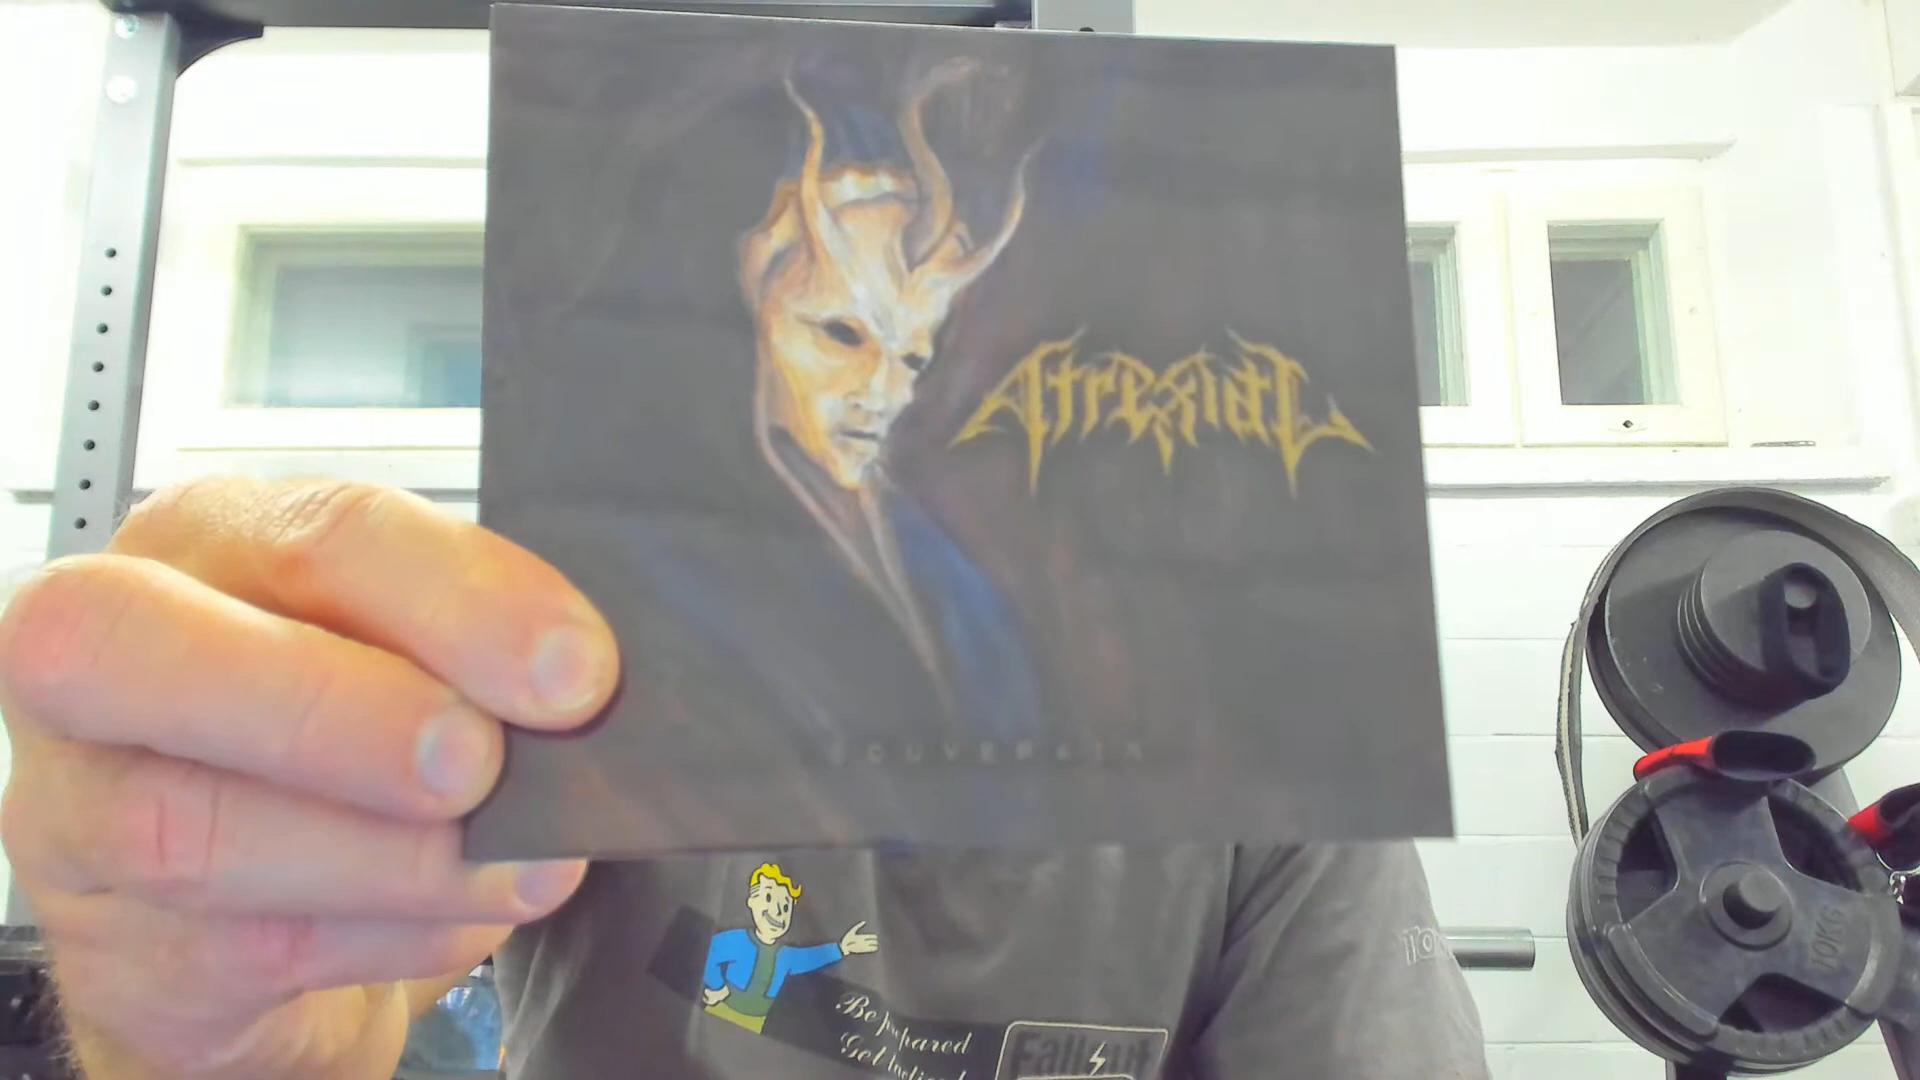 Atrexial
SOUVERAIN
Be prepared
Fallout
10KG